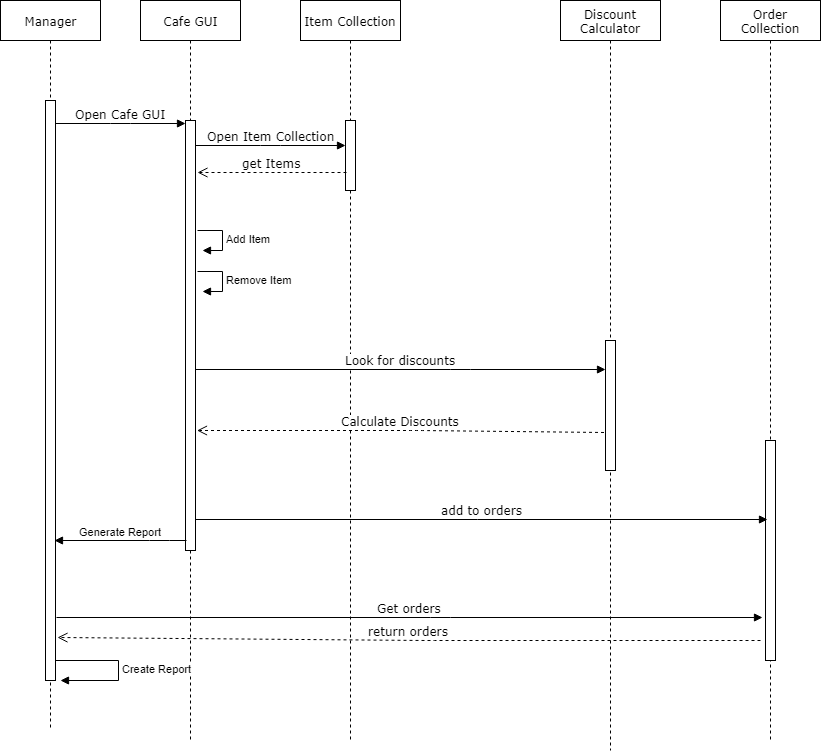 Manager
Cafe GUI
Item Collection
Discount
Calculator
Order
Collection
Open Cafe GUI
Open Item Collection
get Items
Add Item
Remove Item
Look for discounts
Calculate Discounts
add to orders
Generate Report
Get orders
return orders
Create Report